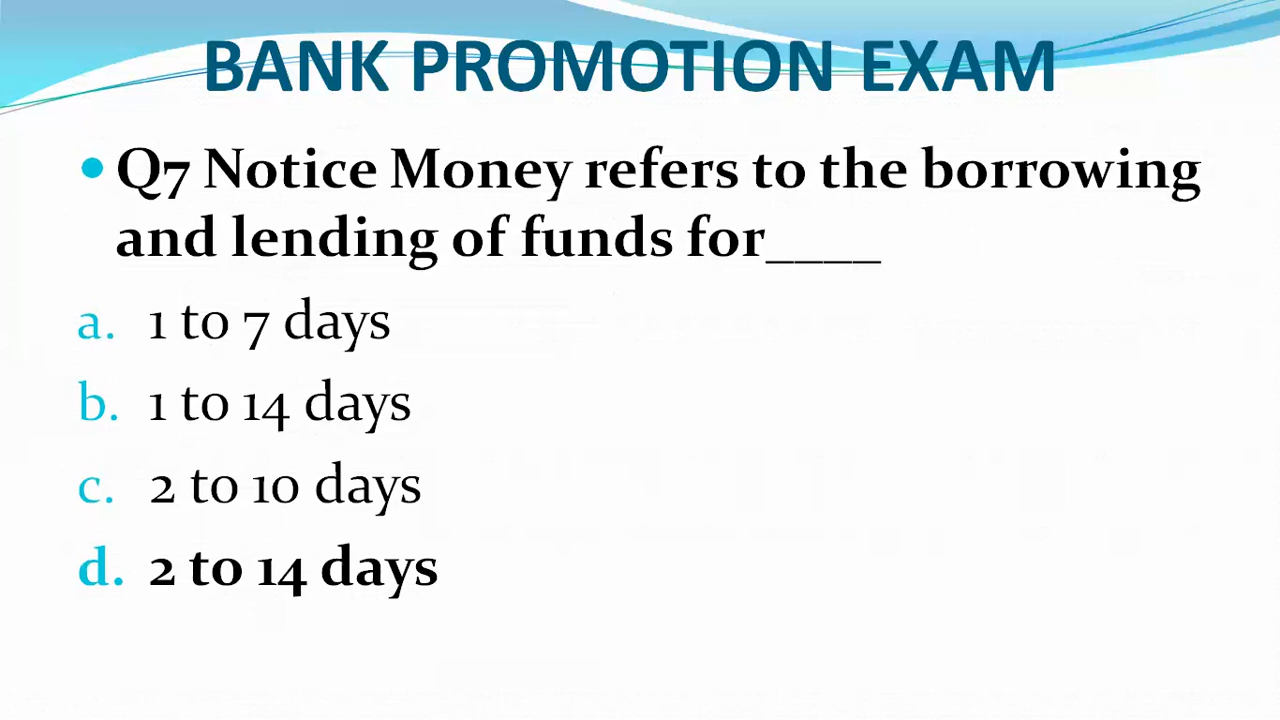 BANK PROMOTION EXAM
• Q7 Notice Money refers to the borrowing
and lending of funds for____
a. 1 to 7 days
b. 1 to 14 days
c. 2 to 10 days
d. 2 to 14 days